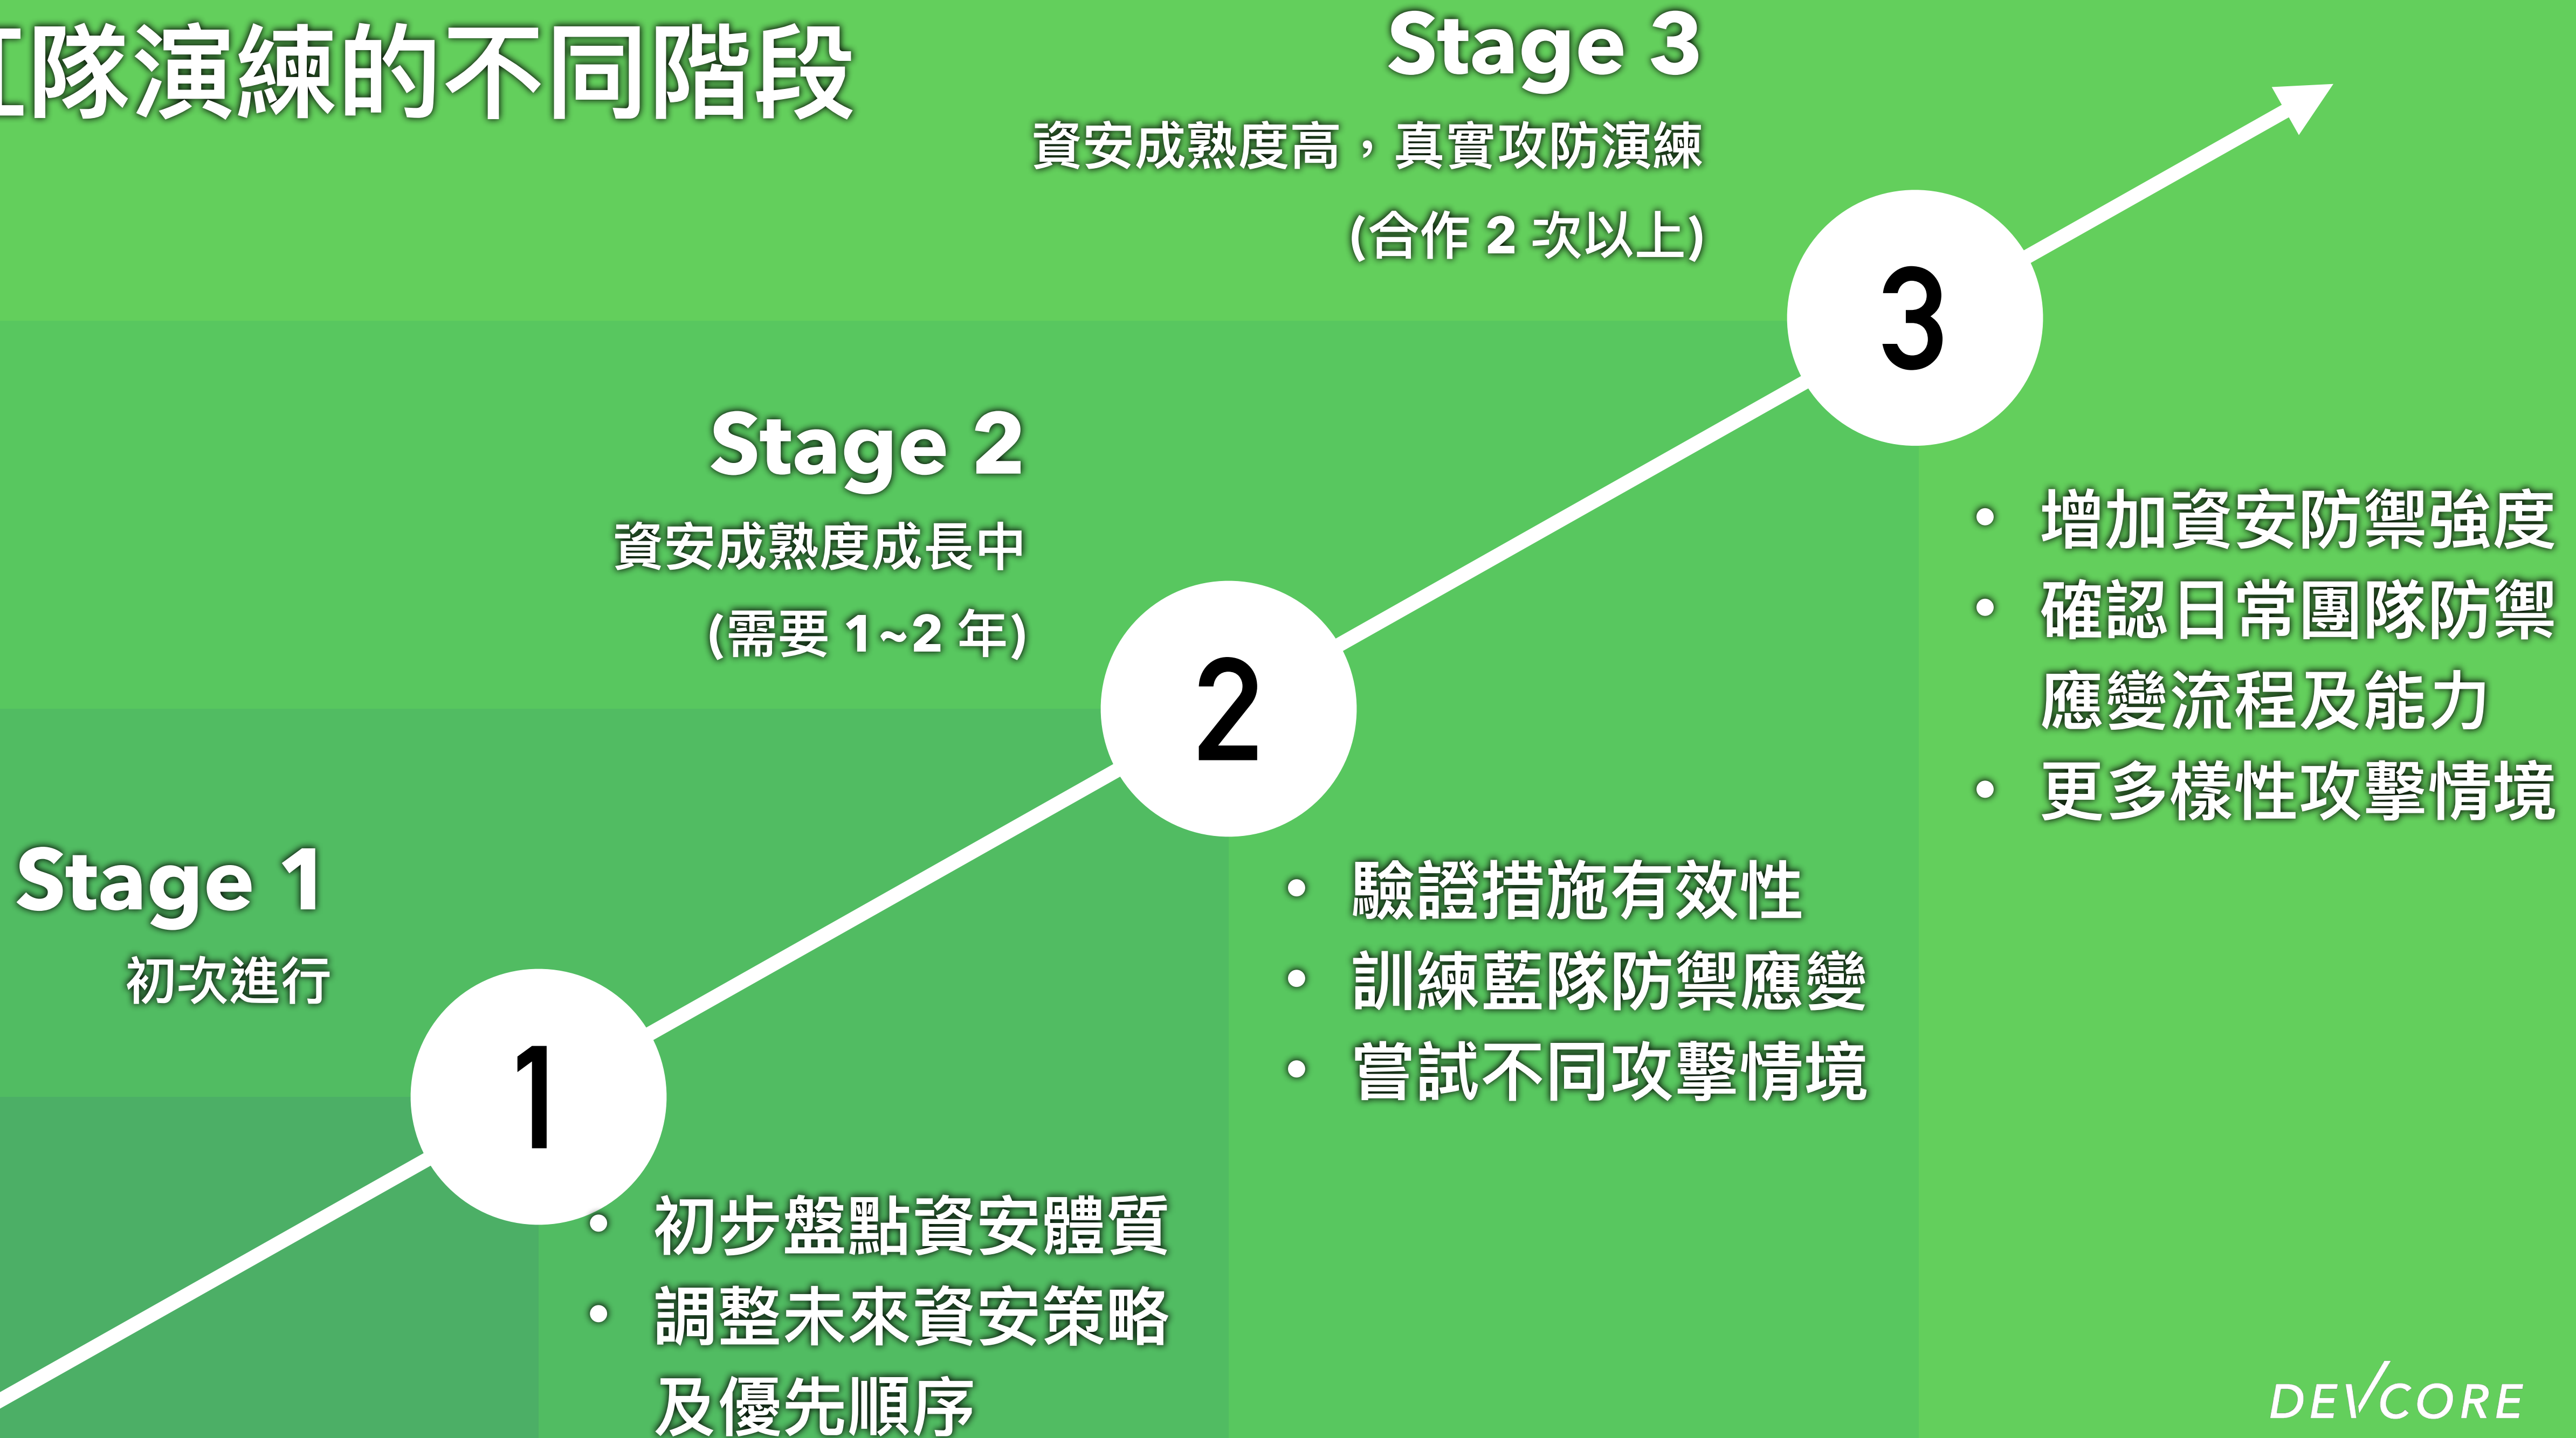 紅隊演練的不同階段
Stage 3
資安成熟度高，真實攻防演練
(合作 2 次以上)
3
• 增加資安防禦強度
• 確認日常團隊防禦
應變流程及能力
• 更多樣性攻擊情境
Stage 2
資安成熟度成長中
(需要 1~2 年)
2
• 驗證措施有效性
• 訓練藍隊防禦應變
• 嘗試不同攻擊情境
Stage 1
初次進行
1
• 初步盤點資安體質
• 調整未來資安策略
及優先順序
DEVCORE